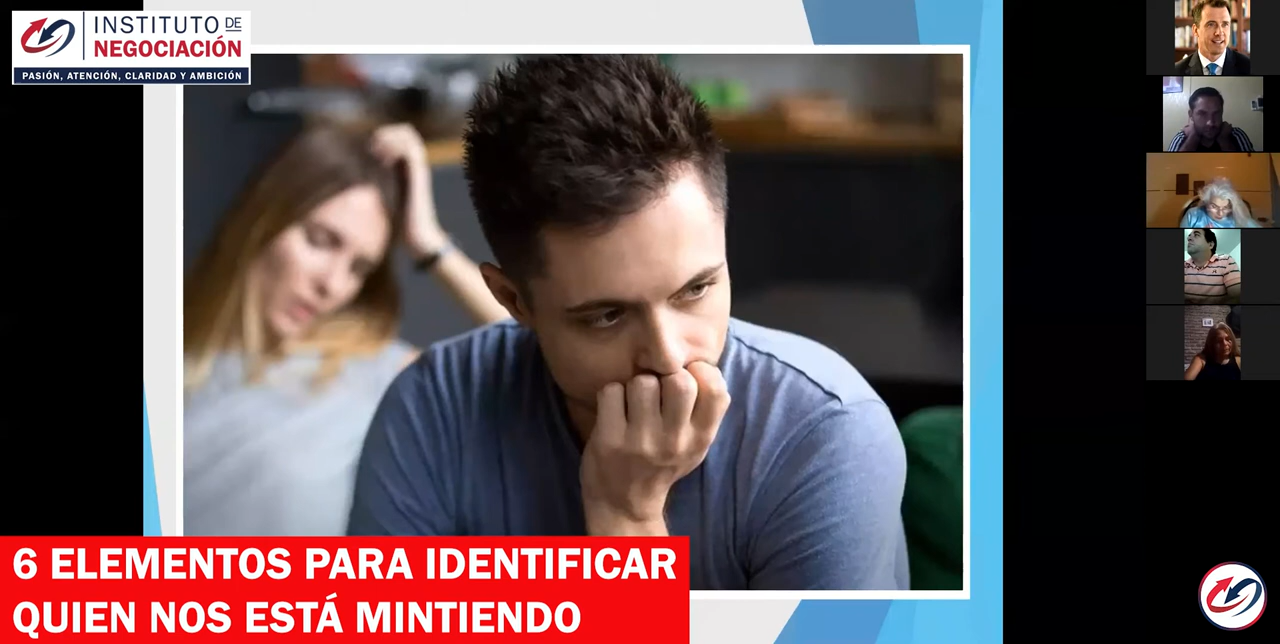 INSTITUTO DE
NEGOCIACIÓN
PASIÓN, ATENCIÓN, CLARIDAD Y AMBICIÓN
6 ELEMENTOS PARA IDENTIFICAR
QUIEN NOS ESTÁ MINTIENDO